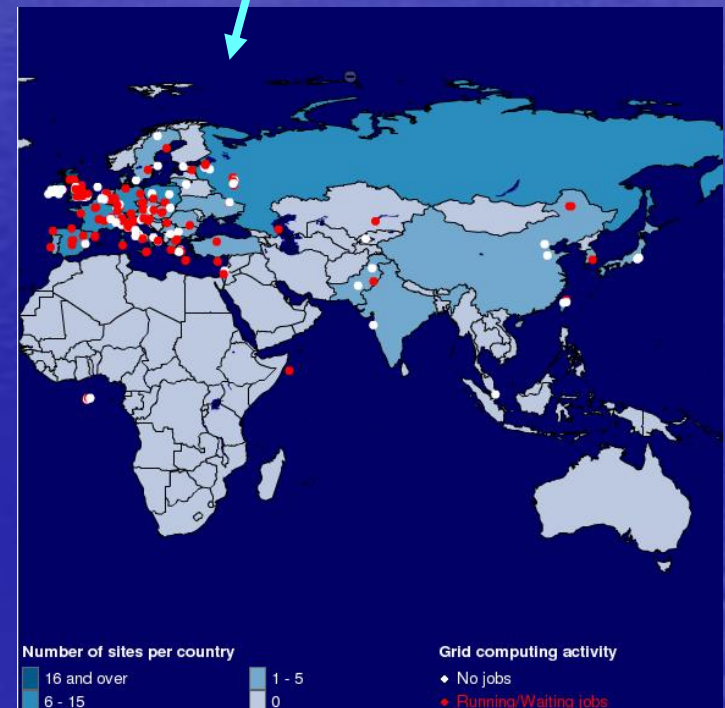 Number of sites per country
16 and over
6 - 15
1 - 5
0
Grid computing activity
No jobs
Running/Waiting jobs